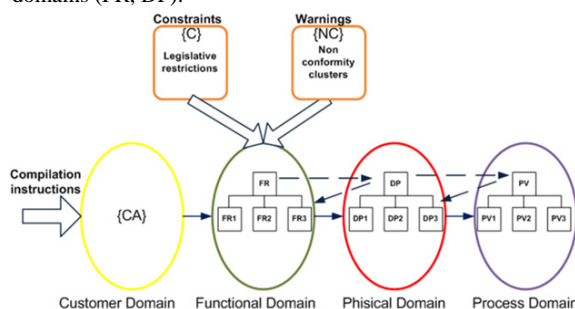 domains (FR, DP).
Constraints
{C}
Legislative
restrictions
Warnings
{NC}
Non
conformity
clusters
Compilation
instructions
{CA}
FR
FR1 FR2 FR3
DP
DP1 DP2 DP3
PV
PV1 PV2 PV3
Customer Domain
Functional Domain
Phisical Domain
Process Domain